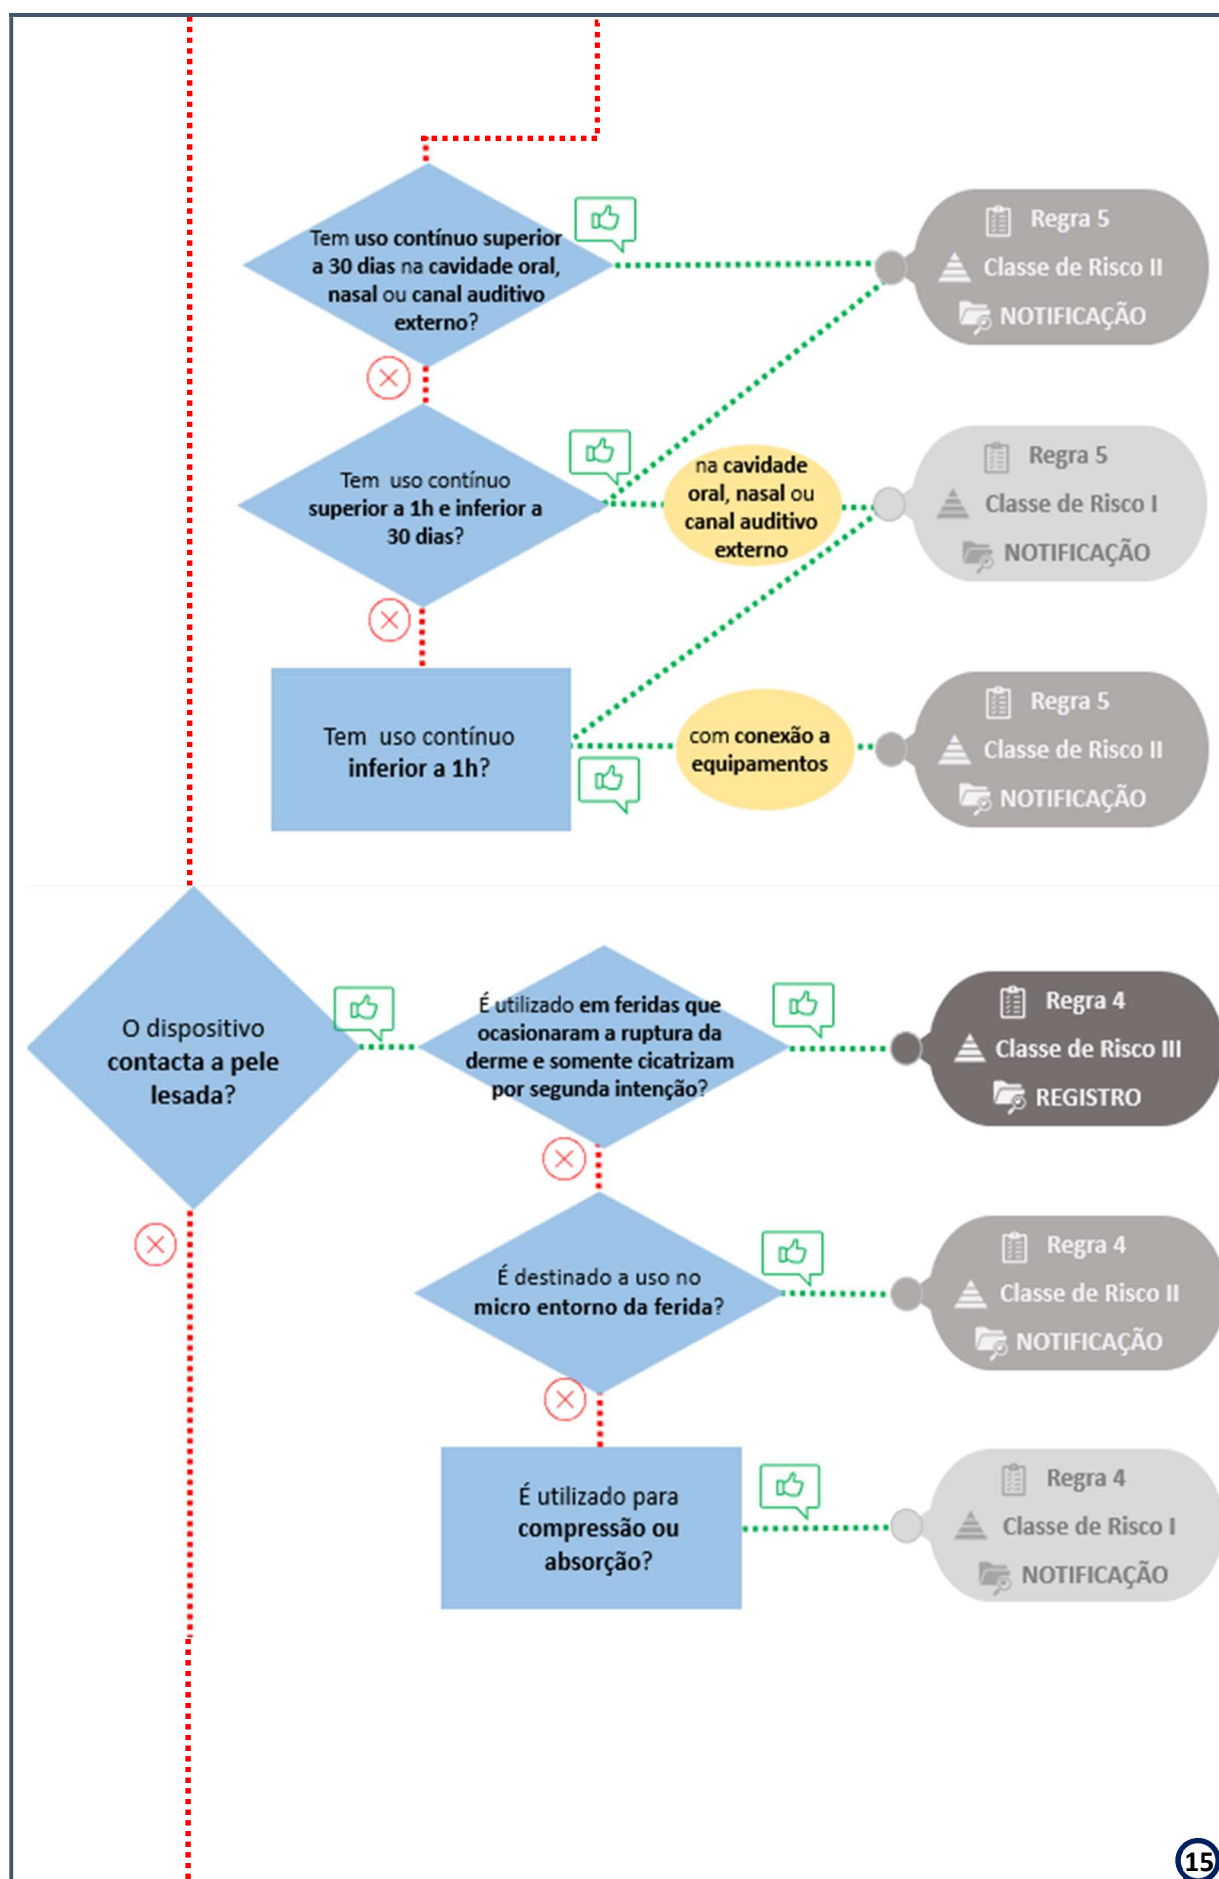 Tem uso contínuo superior
a 30 dias na cavidade oral,
nasal ou canal auditivo
externo?
Regra 5
Classe de Risco II
NOTIFICAÇÃO
Tem uso contínuo
superior a 1h e inferior a
30 dias?
na cavidade
oral, nasal ou
canal auditivo
externo
Regra 5
Classe de Risco I
NOTIFICAÇÃO
Tem uso contínuo
inferior a 1h?
com conexão a
equipamentos
Regra 5
Classe de Risco II
NOTIFICAÇÃO
O dispositivo
contacta a pele
lesada?
É utilizado em feridas que
ocasionaram a ruptura da
derme e somente cicatrizam
por segunda intenção?
Regra 4
Classe de Risco III
REGISTRO
É destinado a uso no
micro entorno da ferida?
Regra 4
Classe de Risco II
NOTIFICAÇÃO
É utilizado para
compressão ou
absorção?
Regra 4
Classe de Risco I
NOTIFICAÇÃO
15